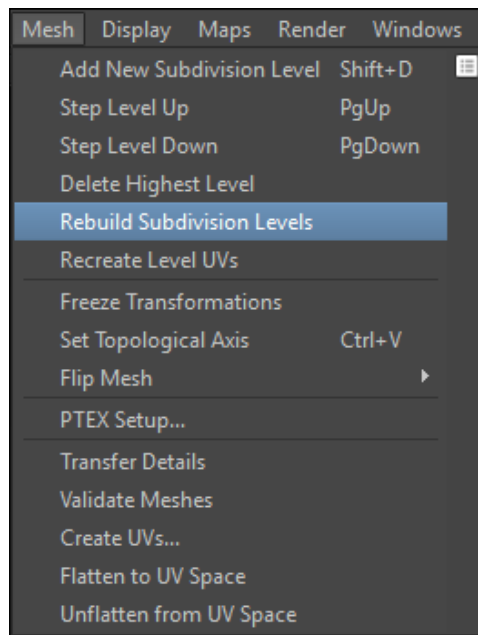 Mesh Display Maps Render Windows
Add New Subdivision Level Shift+D
Step Level Up PgUp
Step Level Down PgDown
Delete Highest Level
Rebuild Subdivision Levels
Recreate Level UVs
Freeze Transformations
Set Topological Axis Ctrl+V
Flip Mesh
PTEX Setup...
Transfer Details
Validate Meshes
Create UVs...
Flatten to UV Space
Unflatten from UV Space